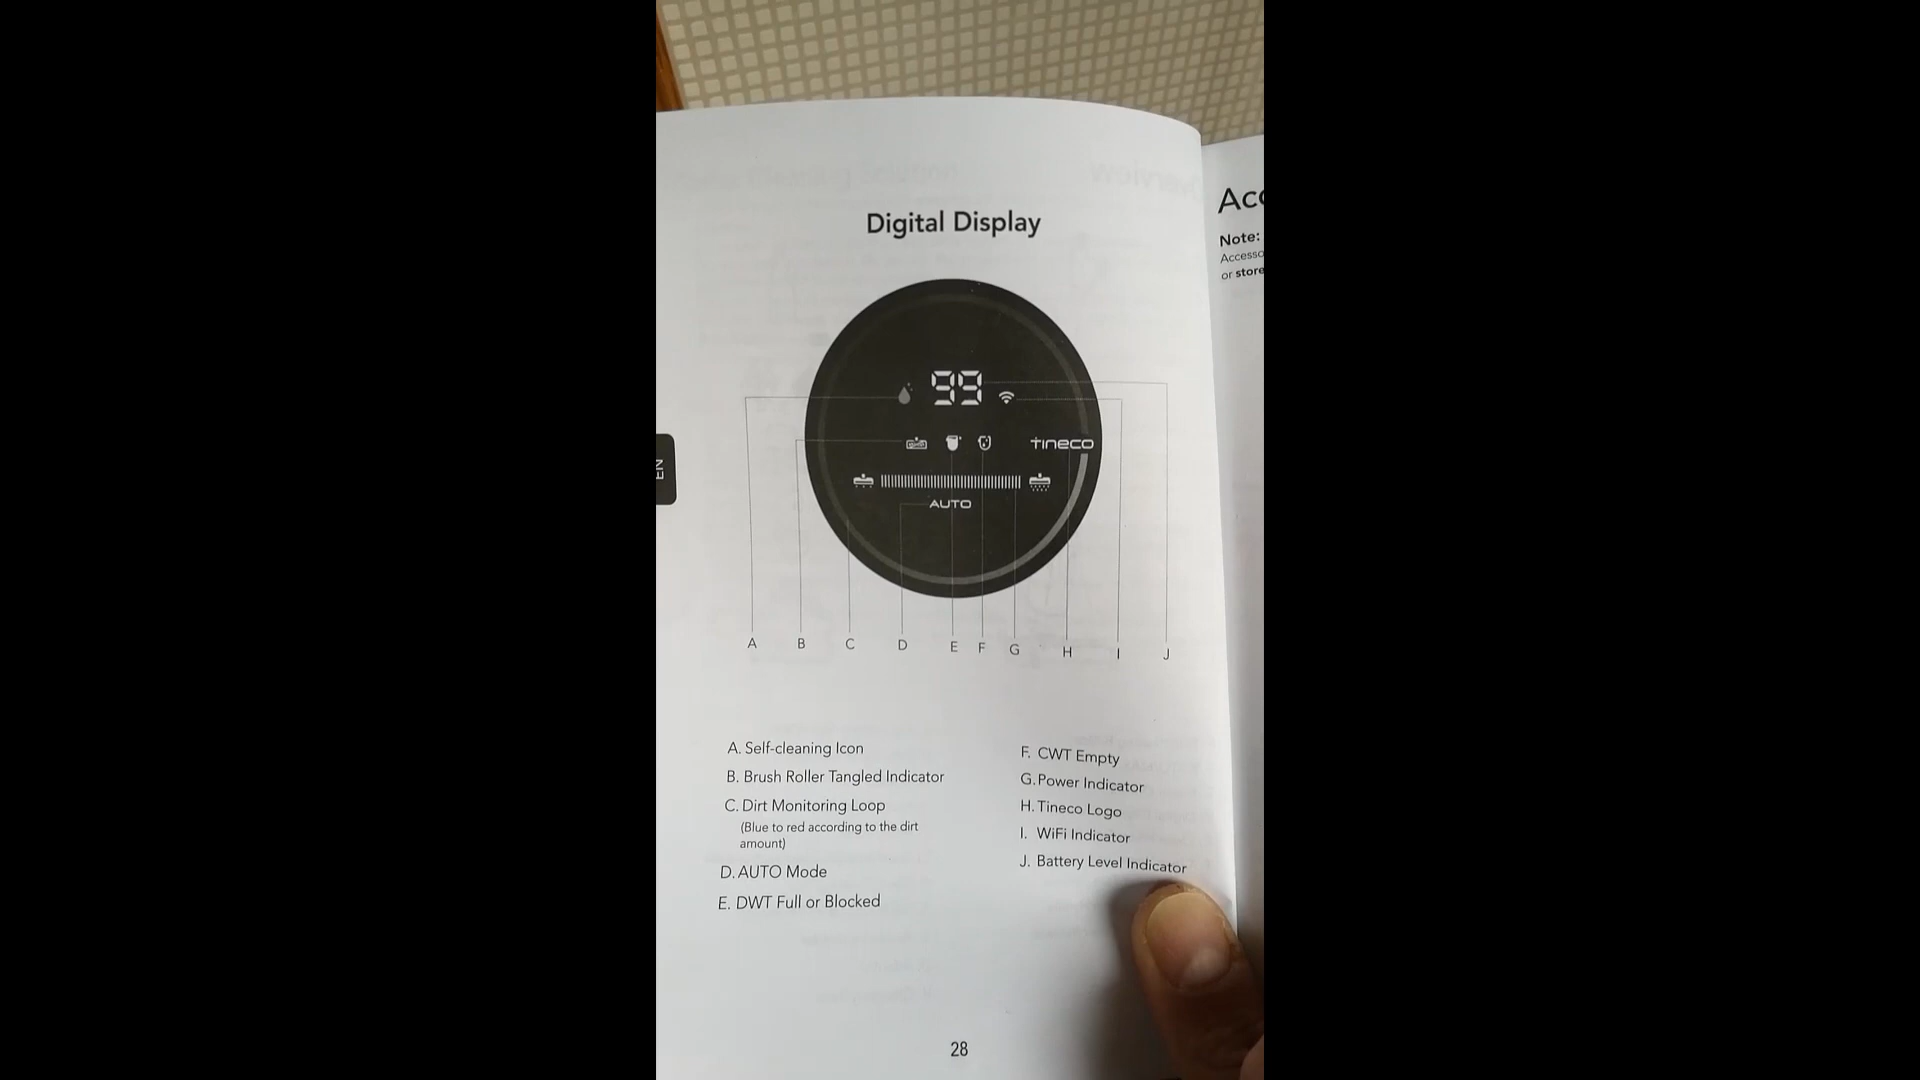 Digital Display
99
tineco
AUTO
EN
A
B
C
D
E
F
G
H
I
J
A. Self-cleaning Icon
B. Brush Roller Tangled Indicator
C. Dirt Monitoring Loop
(Blue to red according to the dirt
amount)
D. AUTO Mode
E. DWT Full or Blocked
F. CWT Empty
G. Power Indicator
H. Tineco Logo
I. WiFi Indicator
J. Battery Level Indicator
28
Note:
or store